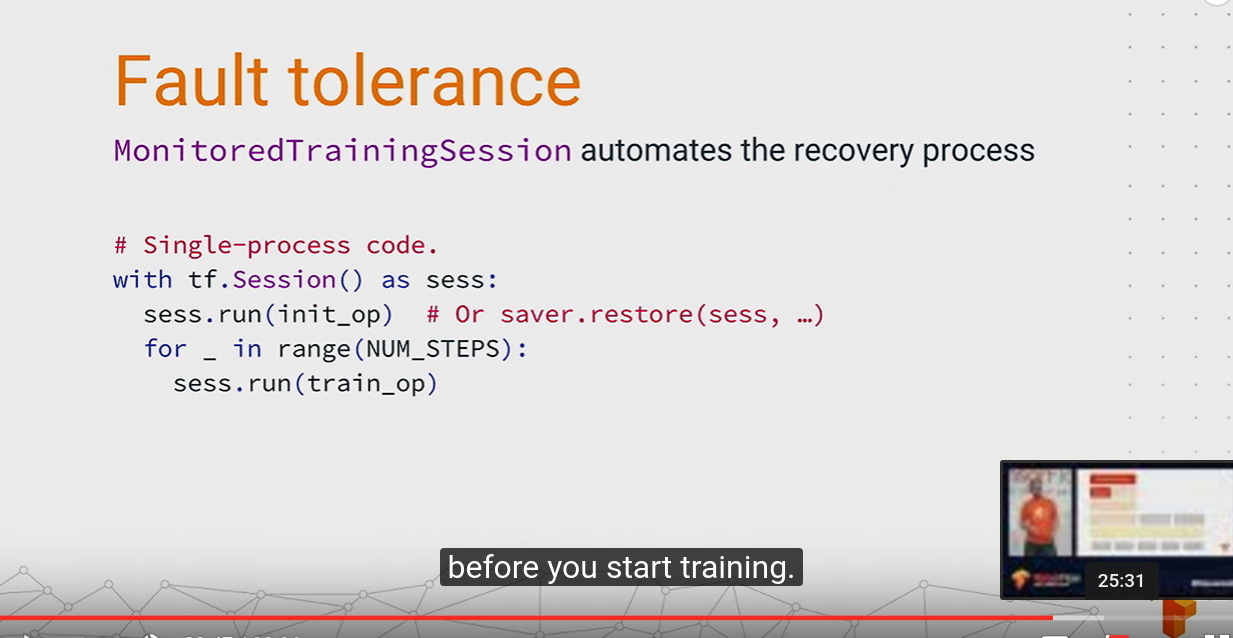 Fault tolerance
MonitoredTrainingSession automates the recovery process
# Single-process code.
with tf.Session() as sess:
sess.run(init_op) # Or saver.restore(sess, …)
for _ in range(NUM_STEPS):
sess.run(train_op)
before you start training.
25:31